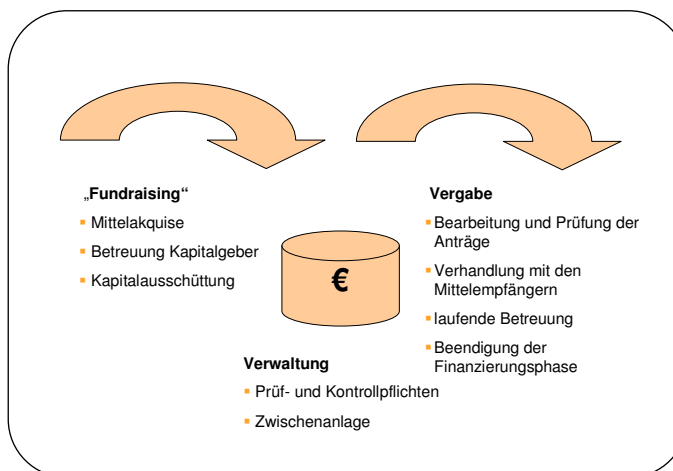 „Fundraising“
▪ Mittelakquise
▪ Betreuung Kapitalgeber
▪ Kapitalausschüttung
€
Verwaltung
▪ Prüf- und Kontrollpflichten
▪ Zwischenanlage
Vergabe
▪ Bearbeitung und Prüfung der
Anträge
▪ Verhandlung mit den
Mittelempfängern
▪ laufende Betreuung
▪ Beendigung der
Finanzierungsphase